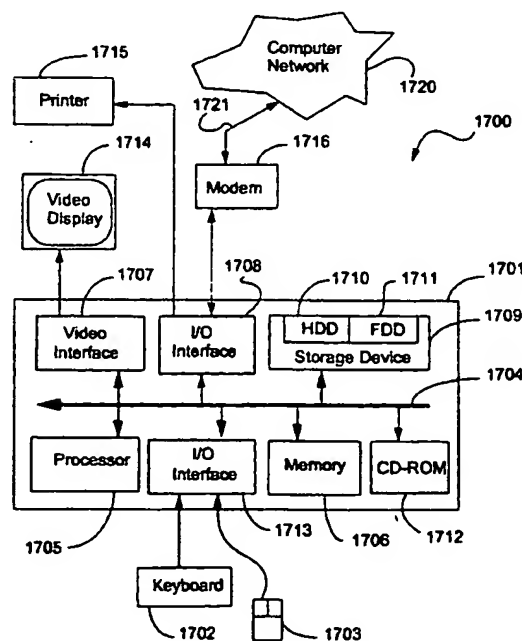 1715
Printer
Computer
Network
1720
1721
1700
1714
1716
Video
Display
Modem
1707
1708
1710
1711
1701
1709
Video
Interface
I/O
Interface
HDD
FDD
Storage Device
1704
Processor
I/O
Interface
Memory
CD-ROM
1705
1713
1706
1712
Keyboard
1702
1703